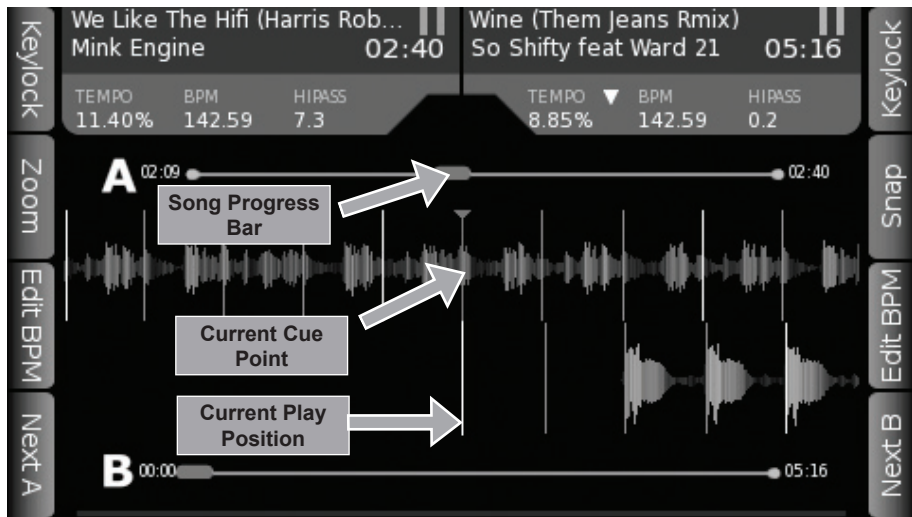 We Like The Hifi (Harris Rob...
Mink Engine 02:40
Wine (Them Jeans Rmix)
So Shifty feat Ward 21 05:16
TEMPO BPM HIPASS
11.40% 142.59 7.3
TEMPO BPM HIPASS
8.85% 142.59 0.2
Keylock
Zoom
Edit BPM
Next A
Keylock
Snap
Edit BPM
Next B
A 02:09 02:40
Song Progress
Bar
Current Cue
Point
Current Play
Position
B 00:00 05:16